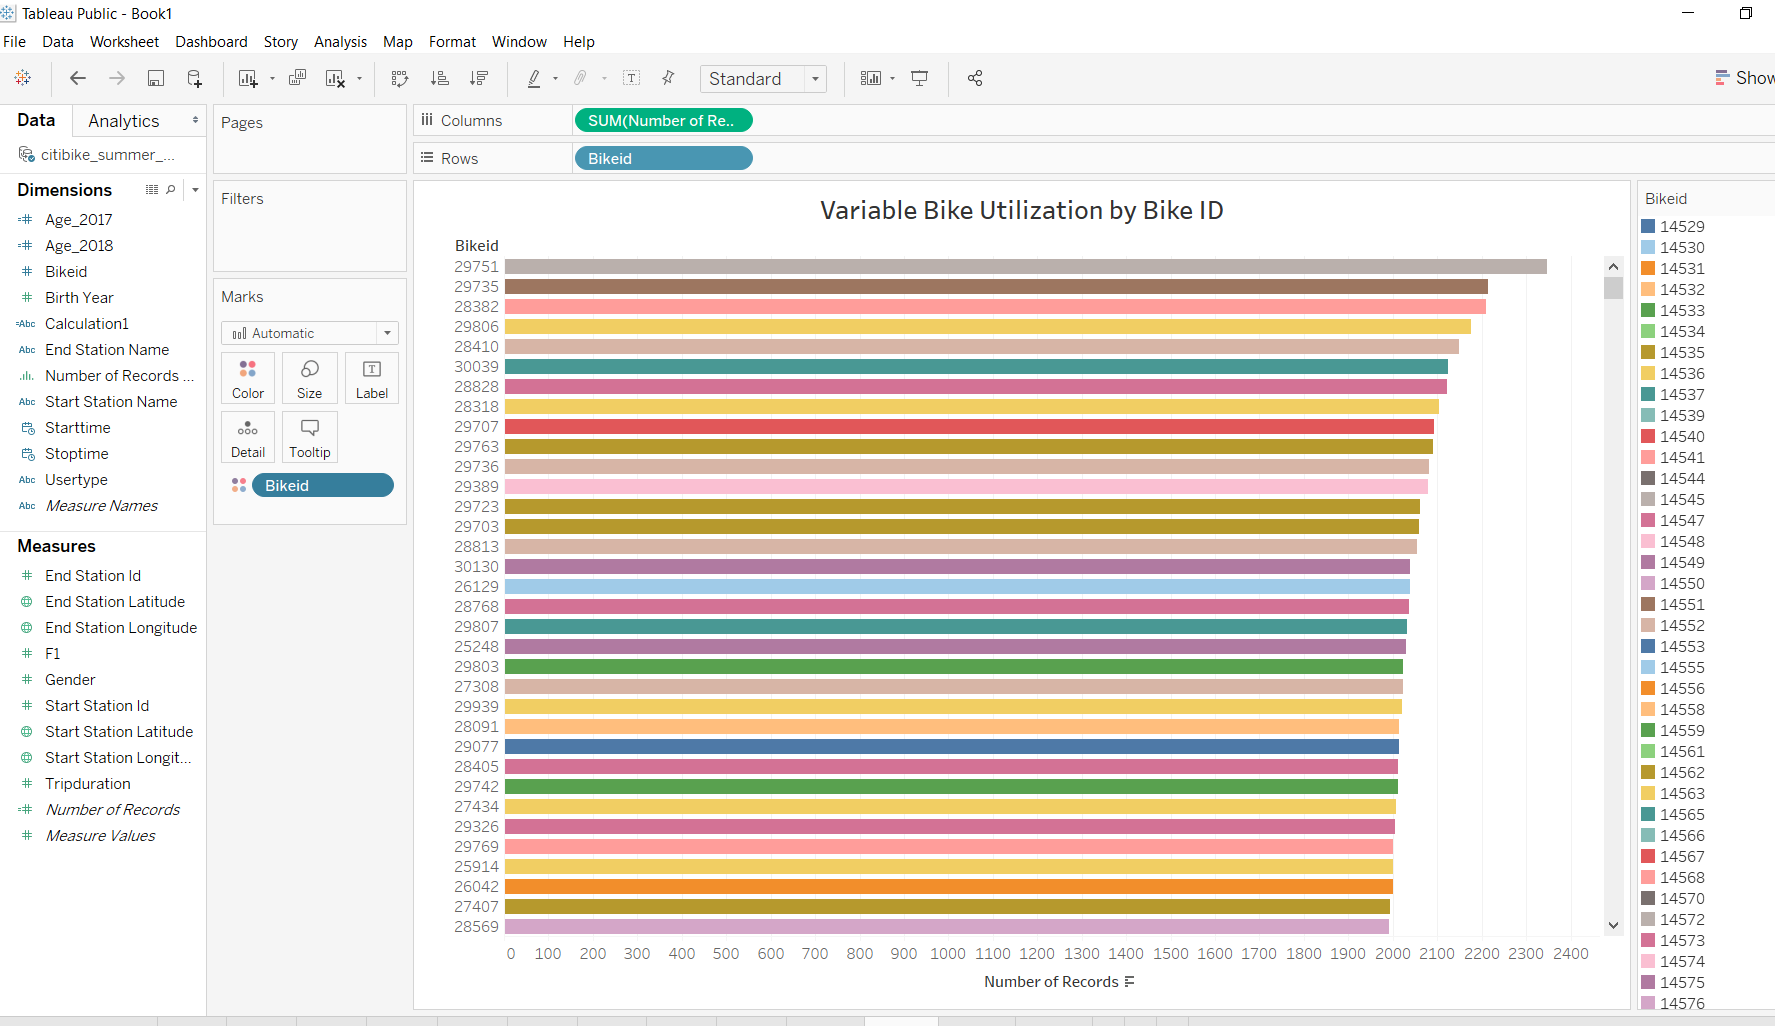 Tableau Public - Book1
File Data Worksheet Dashboard Story Analysis Map Format Window Help
Standard
Show
Data Analytics
citibike_summer_...
Dimensions
Age_2017
Age_2018
Bikeid
Birth Year
=Abc Calculation1
Abc End Station Name
Number of Records ...
Abc Start Station Name
Starttime
Stoptime
Abc Usertype
Abc Measure Names
Measures
End Station Id
End Station Latitude
End Station Longitude
F1
Gender
Start Station Id
Start Station Latitude
Start Station Longit...
Tripduration
Number of Records
Measure Values
Pages
Filters
Marks
Automatic
Color Size Label
Detail Tooltip
Bikeid
Columns SUM(Number of Re..
Rows Bikeid
Variable Bike Utilization by Bike ID
Bikeid
29751
29735
28382
29806
28410
30039
28828
28318
29707
29763
29736
29389
29723
29703
28813
30130
26129
28768
29807
25248
29803
27308
29939
28091
29077
28405
29742
27434
29326
29769
25914
26042
27407
28569
0 100 200 300 400 500 600 700 800 900 1000 1100 1200 1300 1400 1500 1600 1700 1800 1900 2000 2100 2200 2300 2400
Number of Records
Bikeid
14529
14530
14531
14532
14533
14534
14535
14536
14537
14539
14540
14541
14544
14545
14547
14548
14549
14550
14551
14552
14553
14555
14556
14558
14559
14561
14562
14563
14565
14566
14567
14568
14570
14572
14573
14574
14575
14576